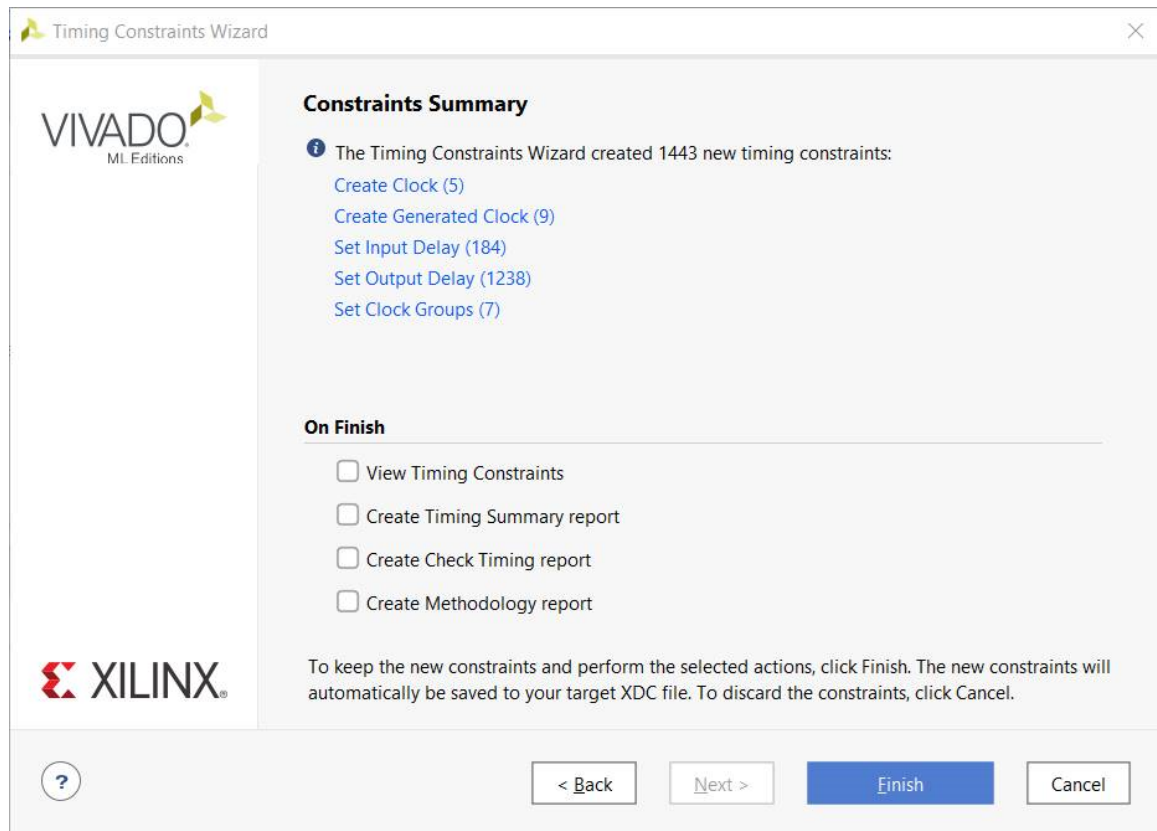 Timing Constraints Wizard
VIVADO.
ML Editions
Constraints Summary
The Timing Constraints Wizard created 1443 new timing constraints:
Create Clock (5)
Create Generated Clock (9)
Set Input Delay (184)
Set Output Delay (1238)
Set Clock Groups (7)
On Finish
View Timing Constraints
Create Timing Summary report
Create Check Timing report
Create Methodology report
XILINX®
To keep the new constraints and perform the selected actions, click Finish. The new constraints will
automatically be saved to your target XDC file. To discard the constraints, click Cancel.
? < Back Next > Finish Cancel